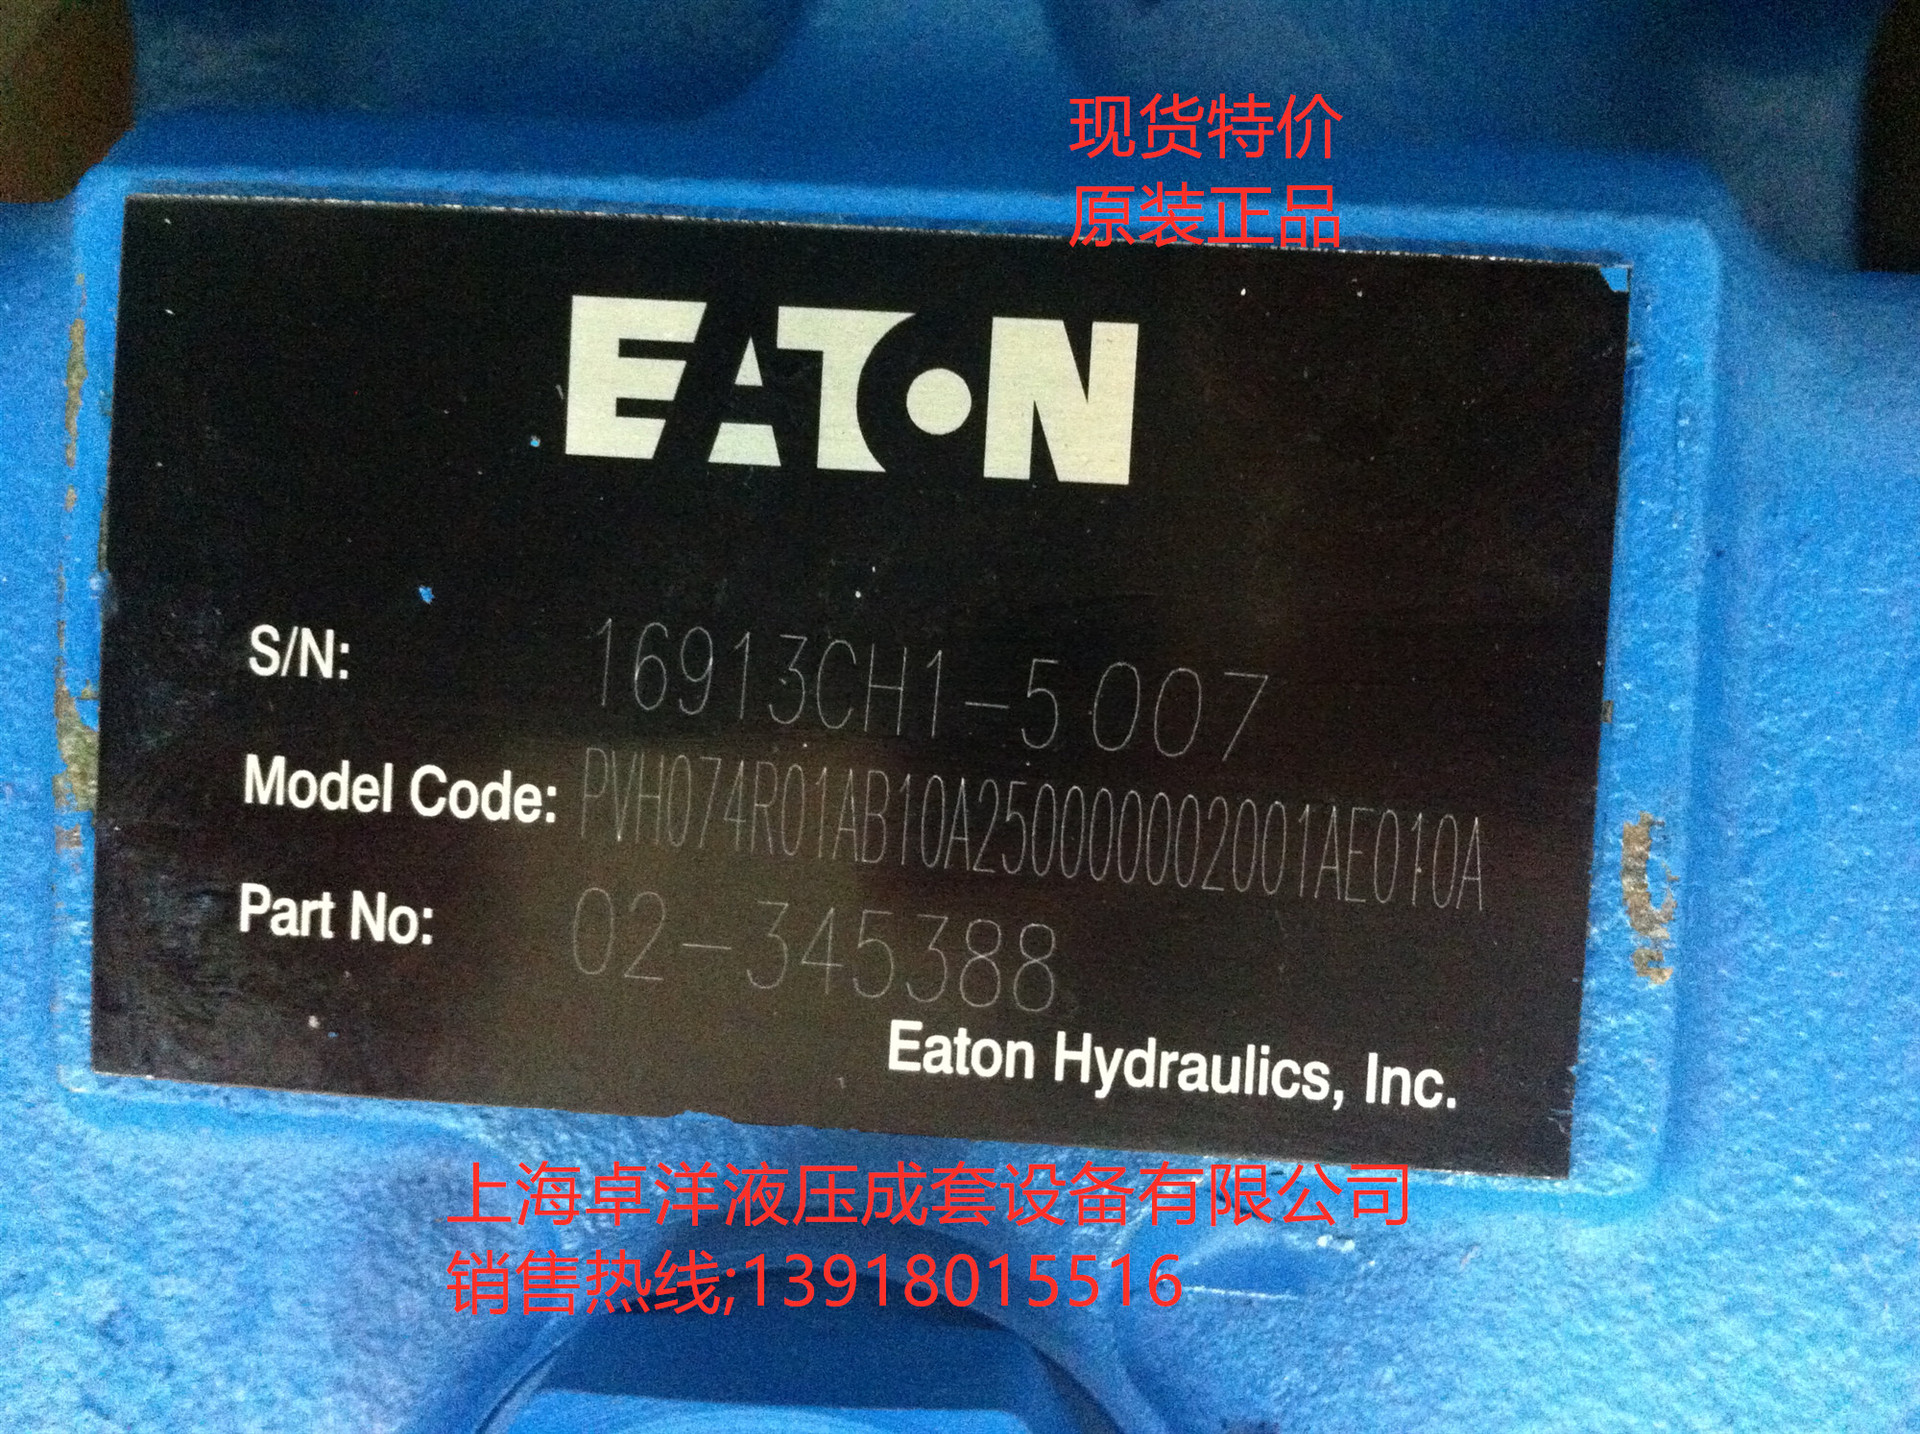 现货特价
原装正品
EATON
S/N: 16913CH1-5007
Model Code: PVH074R01AB10A250000002001AE010A
Part No: 02-345388
Eaton Hydraulics, Inc.
上海卓洋液压成套设备有限公司
销售热线;13918015516